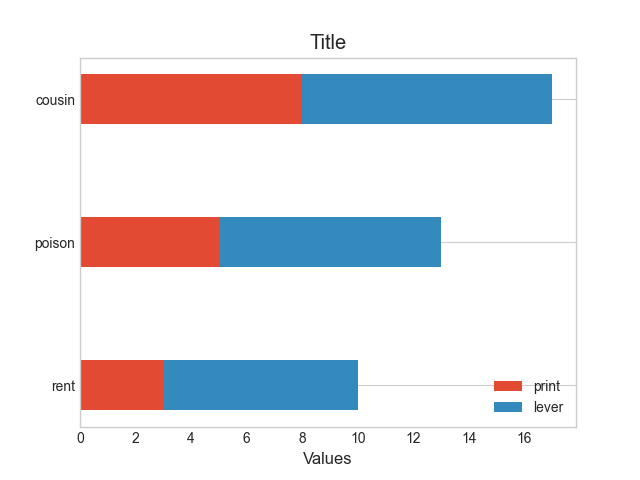 Title
cousin
poison
rent
print
lever
0 2 4 6 8 10 12 14 16
Values